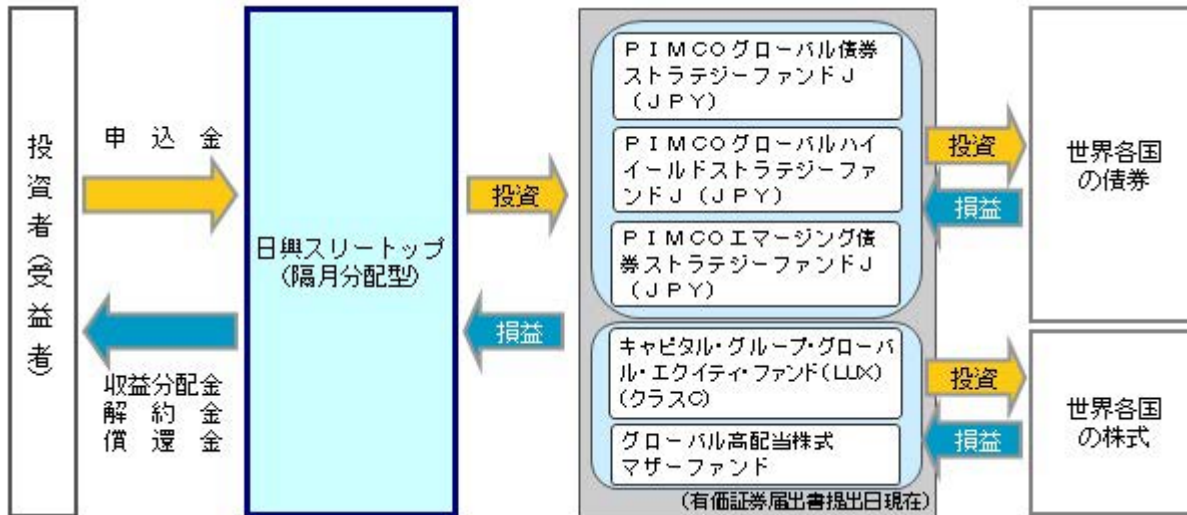 投資者(受益者)
申込金
収益分配金
解約金
償還金
日興スリートップ
(隔月分配型)
投資
損益
ＰＩＭＣＯグローバル債券
ストラテジーファンドＪ
（ＪＰＹ）
ＰＩＭＣＯグローバルハイ
イールドストラテジーファ
ンドＪ（ＪＰＹ）
ＰＩＭＣＯエマージング債
券ストラテジーファンドＪ
（ＪＰＹ）
キャピタル・グループ・グローバ
ル・エクイティ・ファンド(LUX)
(クラスC)
グローバル高配当株式
マザーファンド
(有価証券届出書提出日現在)
投資
損益
投資
損益
世界各国
の債券
世界各国
の株式